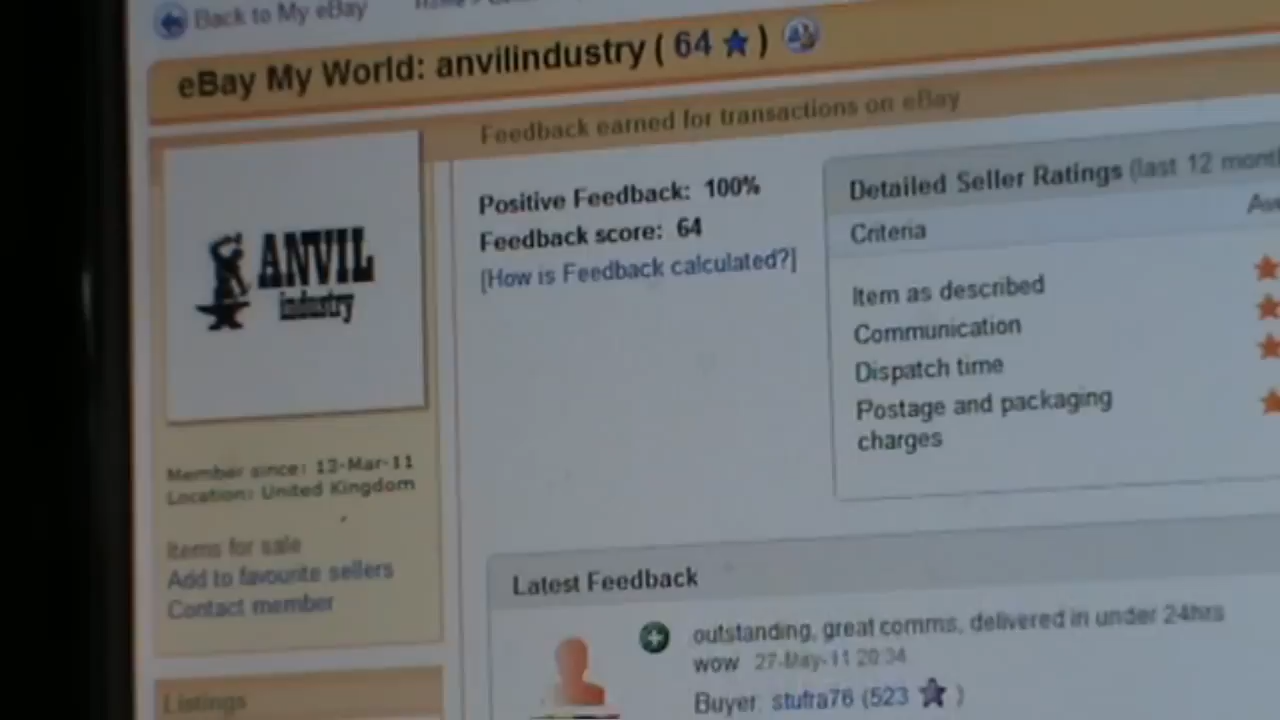 Back to My eBay
eBay My World: anvilindustry ( 64 )
Feedback earned for transactions on eBay
ANVIL
industry
Positive Feedback: 100%
Feedback score: 64
[How is Feedback calculated?]
Detailed Seller Ratings (last 12
Criteria
Item as described
Communication
Dispatch time
Postage and packaging
charges
Member since: 13-Mar-11
Location: United Kingdom
Items for sale
Add to favourite sellers
Contact member
Listings
Latest Feedback
outstanding, great comms, delivered in under 24hrs
wow 27-May-11 20:34
Buyer: stufra76 (523 )